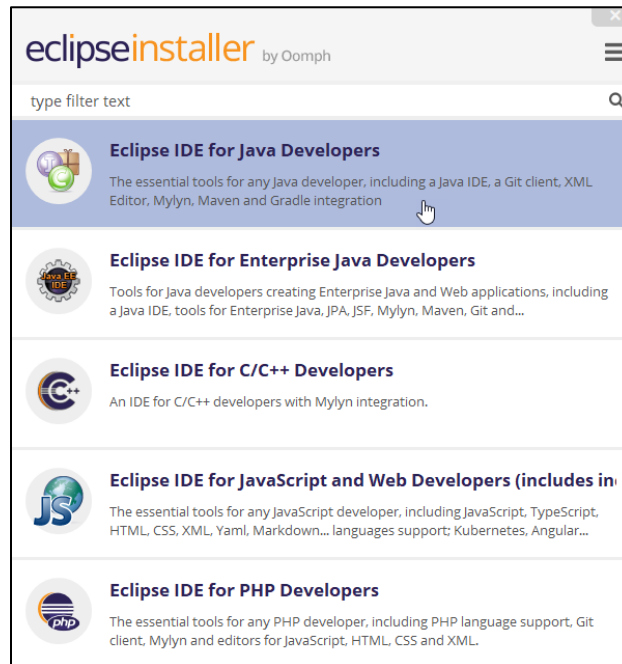 eclipseinstaller by Oomph
type filter text
Eclipse IDE for Java Developers
The essential tools for any Java developer, including a Java IDE, a Git client, XML
Editor, Mylyn, Maven and Gradle integration
Java EE
IDE
Eclipse IDE for Enterprise Java Developers
Tools for Java developers creating Enterprise Java and Web applications, including
a Java IDE, tools for Enterprise Java, JPA, JSF, Mylyn, Maven, Git and...
C++
Eclipse IDE for C/C++ Developers
An IDE for C/C++ developers with Mylyn integration.
JS
Eclipse IDE for JavaScript and Web Developers (includes in
The essential tools for any JavaScript developer, including JavaScript, TypeScript,
HTML, CSS, XML, Yaml, Markdown... languages support; Kubernetes, Angular...
php
Eclipse IDE for PHP Developers
The essential tools for any PHP developer, including PHP language support, Git
client, Mylyn and editors for JavaScript, HTML, CSS and XML.